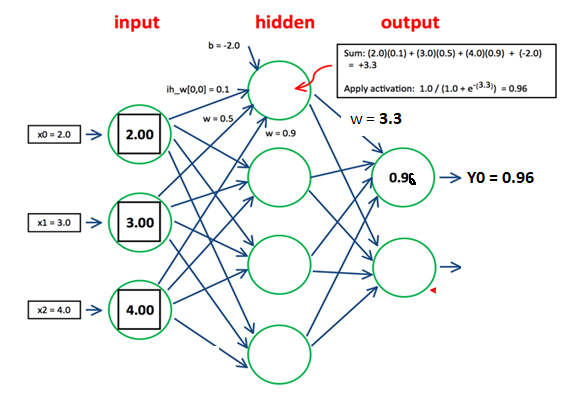 input
hidden
output
b = -2.0
Sum: (2.0)(0.1) + (3.0)(0.5) + (4.0)(0.9) + (-2.0)
= +3.3
Apply activation: 1.0 / (1.0 + e^-(3.3)) = 0.96
ih_w[0,0] = 0.1
w = 0.5
w = 0.9
w = 3.3
x0 = 2.0
2.00
0.96
Y0 = 0.96
x1 = 3.0
3.00
x2 = 4.0
4.00